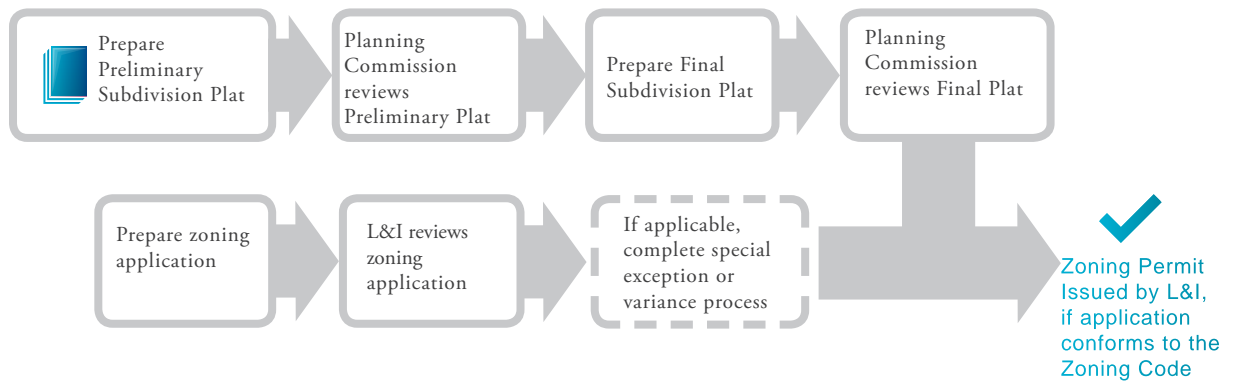 Prepare
Preliminary
Subdivision Plat
Planning
Commission
reviews
Preliminary Plat
Prepare Final
Subdivision Plat
Planning
Commission
reviews Final Plat
Prepare zoning
application
L&I reviews
zoning
application
If applicable,
complete special
exception or
variance process
Zoning Permit
Issued by L&I,
if application
conforms to the
Zoning Code